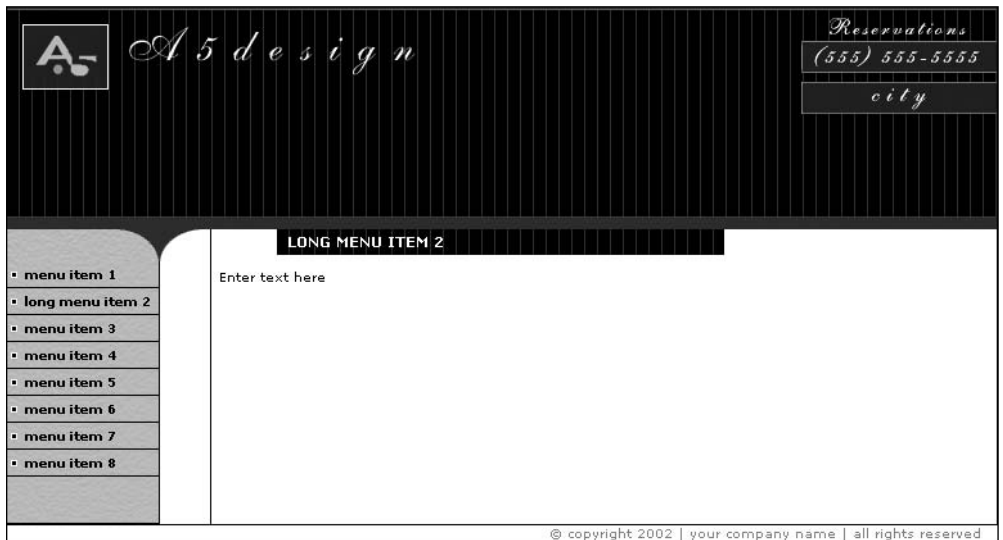 A5design
Reservations
(555) 555-5555
city
LONG MENU ITEM 2
menu item 1
long menu item 2
menu item 3
menu item 4
menu item 5
menu item 6
menu item 7
menu item 8
Enter text here
© copyright 2002 | your company name | all rights reserved